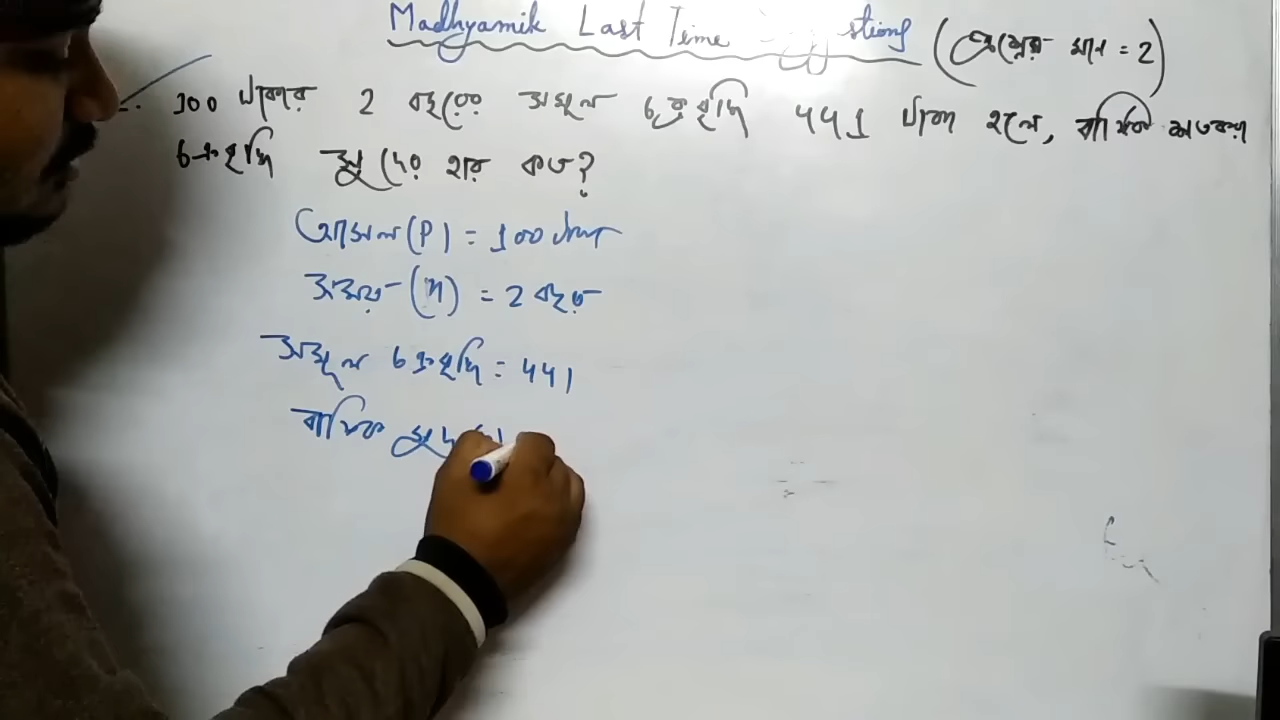 Madhyamik Last Time stions (প্রশ্নের মান = 2)
100 টাকার 2 বছরের সমূল চক্রবৃদ্ধি 441 টাকা হলে, বার্ষিক শতকরা
চক্রবৃদ্ধি সুদের হার কত?
আসল (P) = 100 টাকা
সময় (n) = 2 বছর
সমূল চক্রবৃদ্ধি = 441
বার্ষিক সুদ